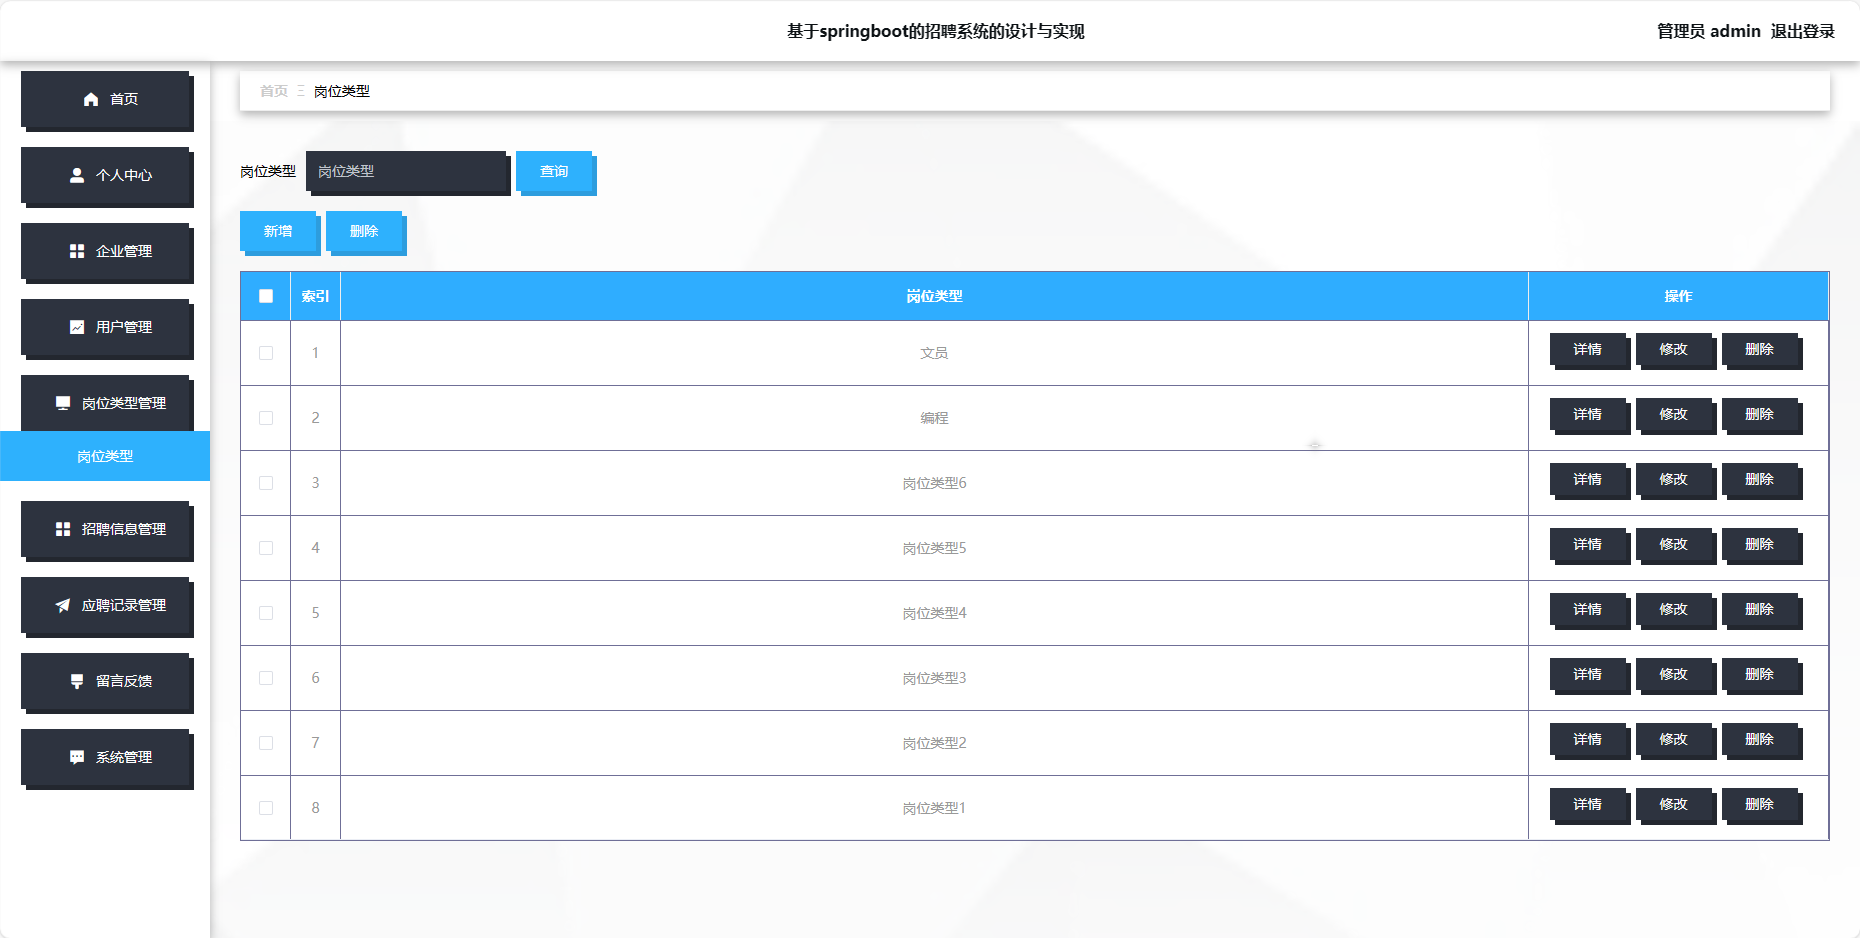 基于springboot的招聘系统的设计与实现
管理员 admin 退出登录
首页
个人中心
企业管理
用户管理
岗位类型管理
岗位类型
招聘信息管理
应聘记录管理
留言反馈
系统管理
首页 岗位类型
岗位类型 岗位类型 查询
新增 删除
索引 岗位类型 操作
1 文员 详情 修改 删除
2 编程 详情 修改 删除
3 岗位类型6 详情 修改 删除
4 岗位类型5 详情 修改 删除
5 岗位类型4 详情 修改 删除
6 岗位类型3 详情 修改 删除
7 岗位类型2 详情 修改 删除
8 岗位类型1 详情 修改 删除